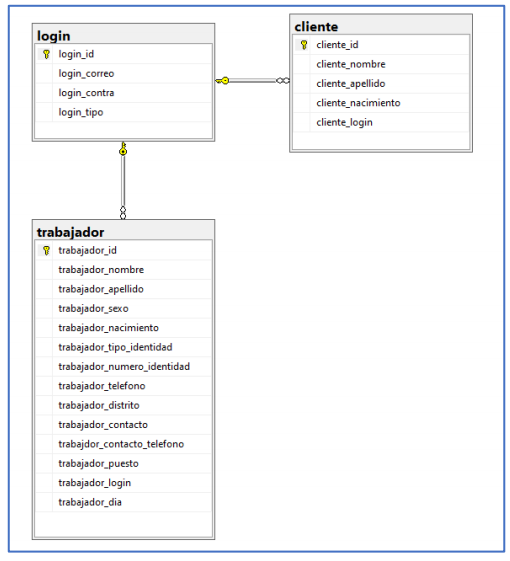 login
login_id
login_correo
login_contra
login_tipo
cliente
cliente_id
cliente_nombre
cliente_apellido
cliente_nacimiento
cliente_login
trabajador
trabajador_id
trabajador_nombre
trabajador_apellido
trabajador_sexo
trabajador_nacimiento
trabajador_tipo_identidad
trabajador_numero_identidad
trabajador_telefono
trabajador_distrito
trabajador_contacto
trabajdor_contacto_telefono
trabajador_puesto
trabajador_login
trabajador_dia